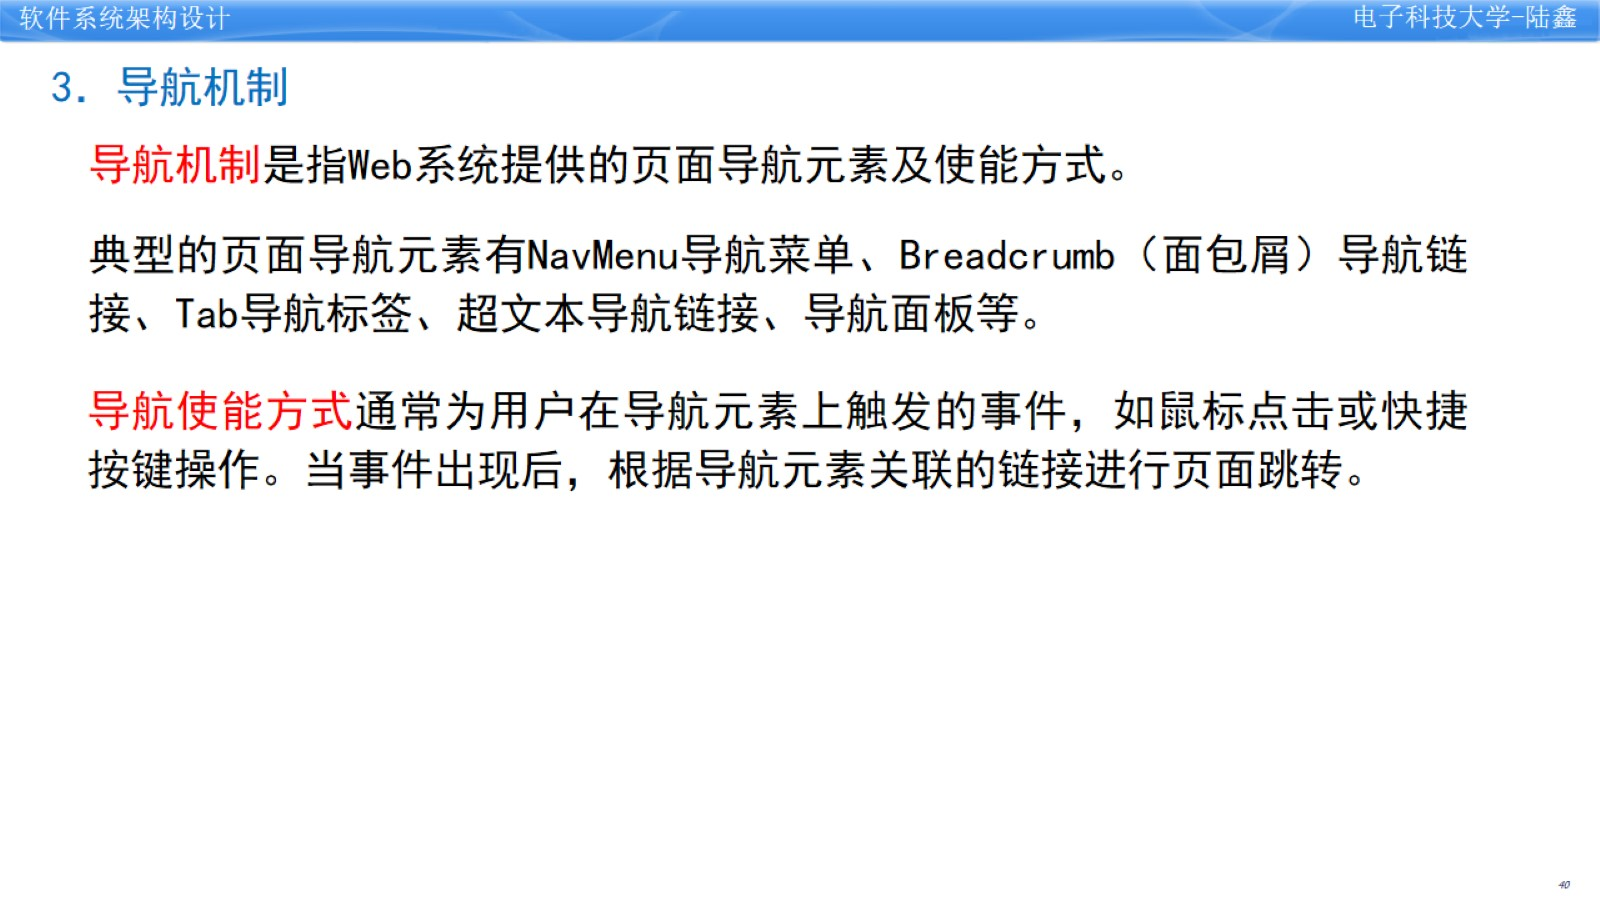 软件系统架构设计
电子科技大学-陆鑫
3. 导航机制
导航机制是指Web系统提供的页面导航元素及使能方式。
典型的页面导航元素有NavMenu导航菜单、Breadcrumb（面包屑）导航链
接、Tab导航标签、超文本导航链接、导航面板等。
导航使能方式通常为用户在导航元素上触发的事件，如鼠标点击或快捷
按键操作。当事件出现后，根据导航元素关联的链接进行页面跳转。
40